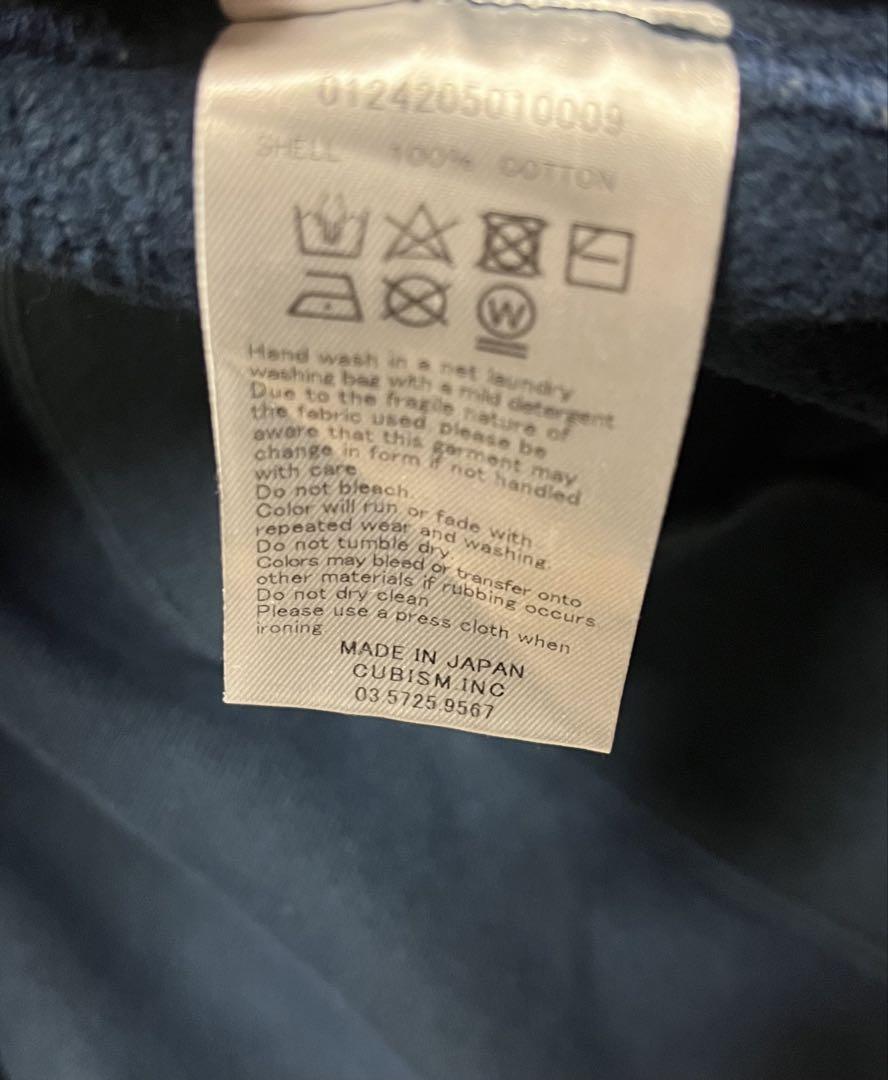 0124205010009
SHELL 100% COTTON
W
Hand wash in a net laundry
washing bag with a mild detergent
Due to the fragile nature of
the fabric used, please be
aware that this garment may
change in form if not handled
with care.
Do not bleach.
Color will run or fade with
repeated wear and washing.
Do not tumble dry.
Colors may bleed or transfer onto
other materials if rubbing occurs
Do not dry clean
Please use a press cloth when
ironing.
MADE IN JAPAN
CUBISM.INC
03.5725.9567